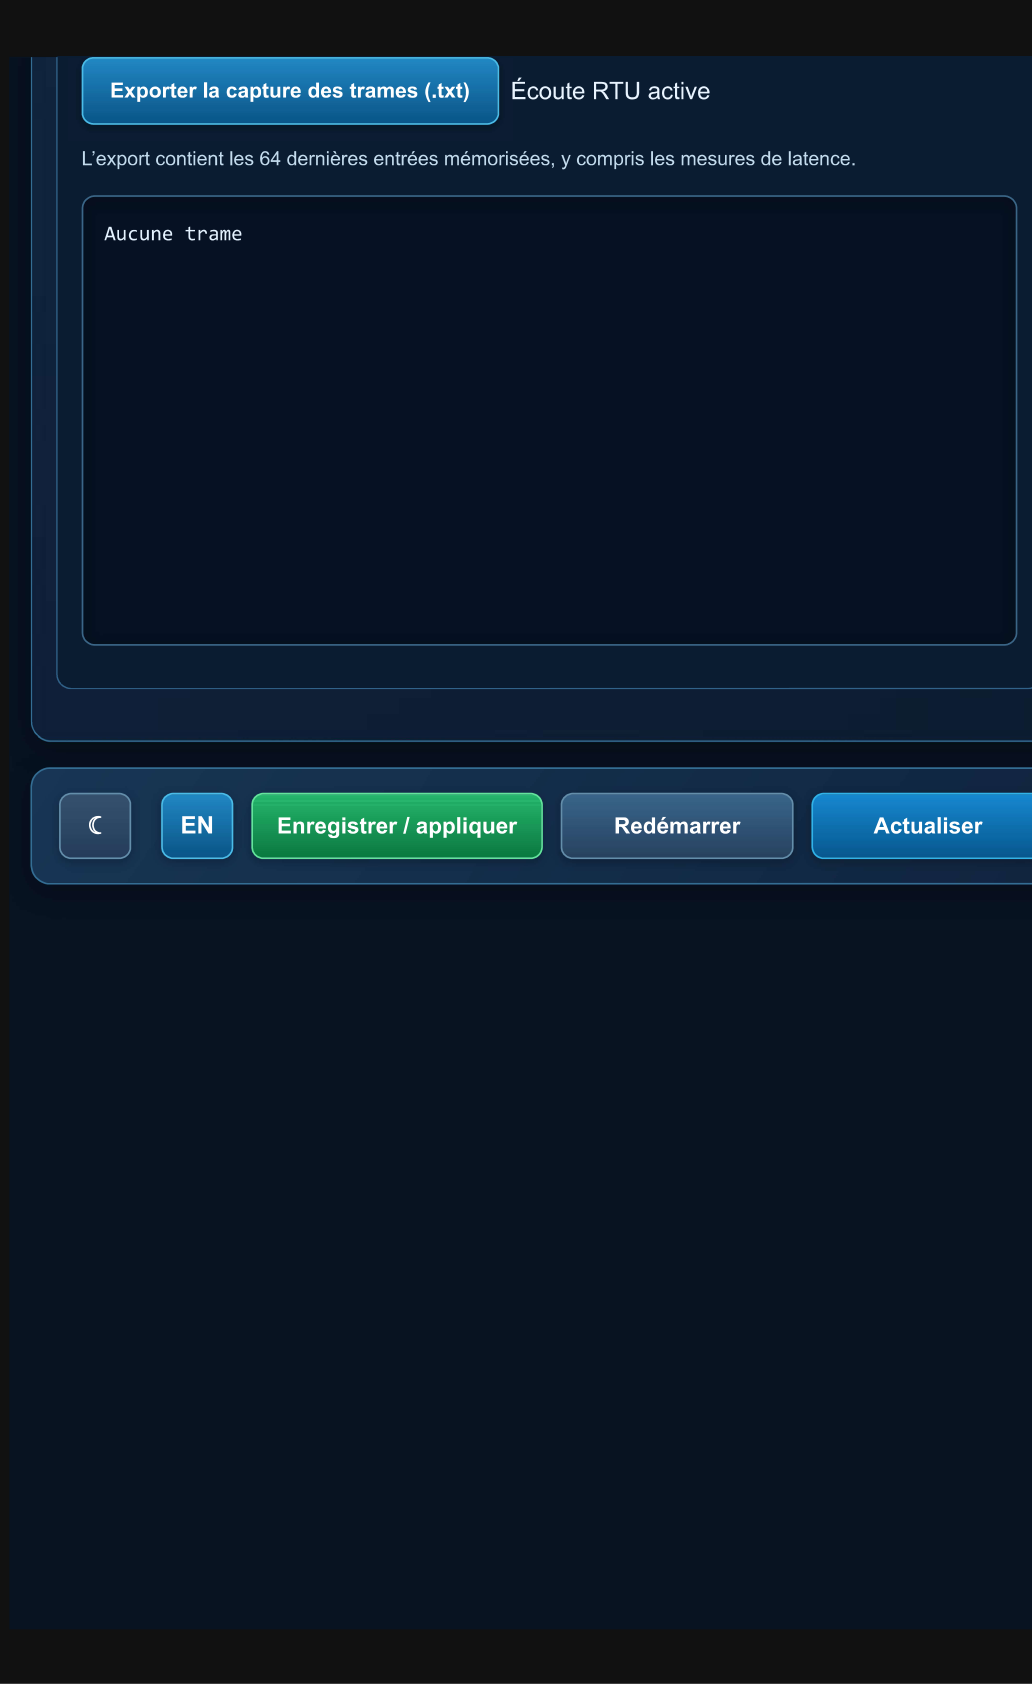 Exporter la capture des trames (.txt) Écoute RTU active
L’export contient les 64 dernières entrées mémorisées, y compris les mesures de latence.
Aucune trame
EN Enregistrer / appliquer Redémarrer Actualiser